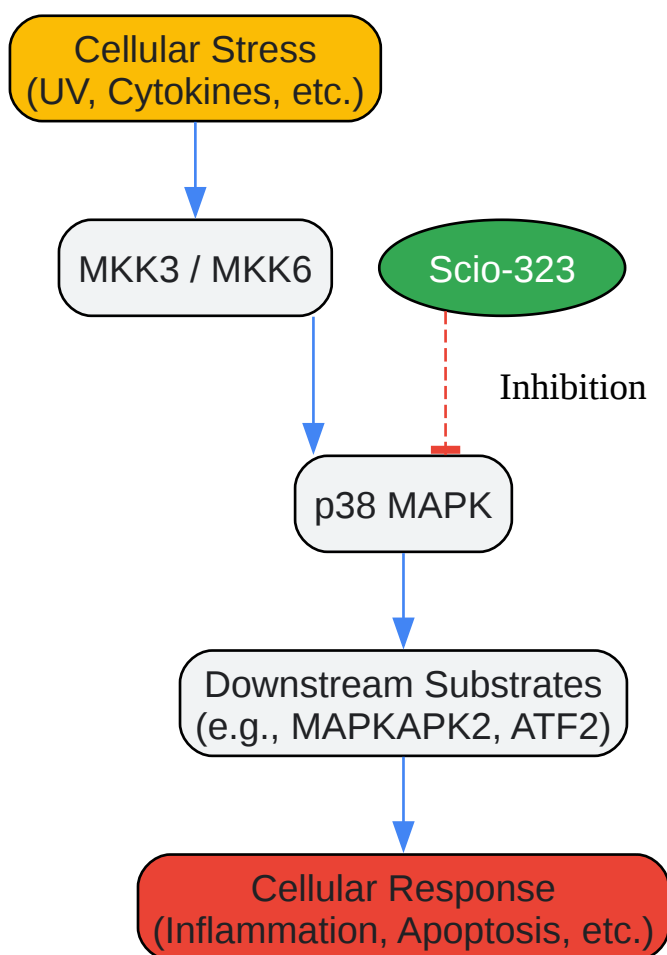 Cellular Stress
(UV, Cytokines, etc.)
MKK3 / MKK6
Scio-323
Inhibition
p38 MAPK
Downstream Substrates
(e.g., MAPKAPK2, ATF2)
Cellular Response
(Inflammation, Apoptosis, etc.)